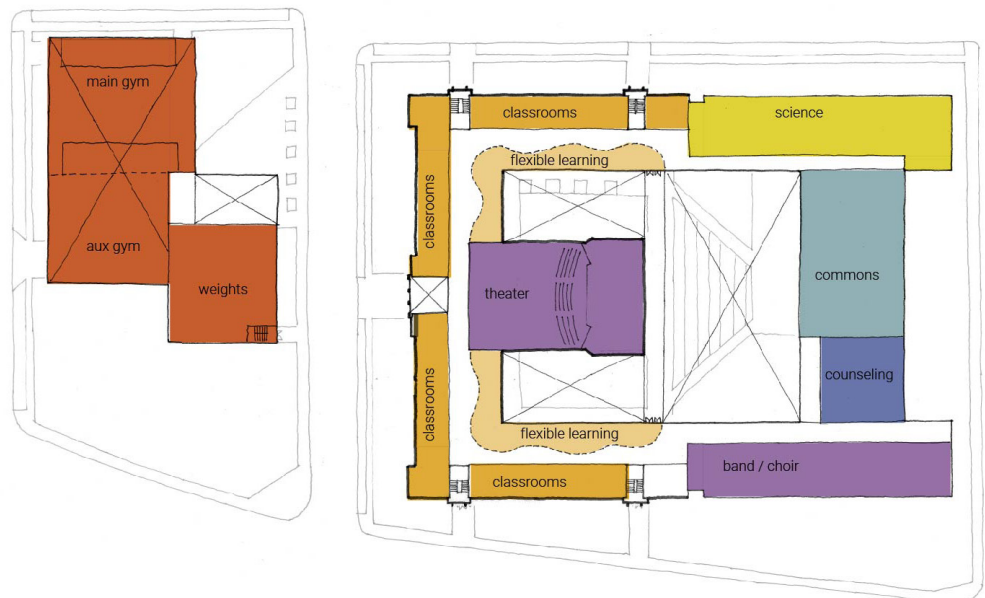 main gym
aux gym
weights
classrooms
science
flexible learning
classrooms
theater
commons
classrooms
counseling
flexible learning
band / choir
classrooms